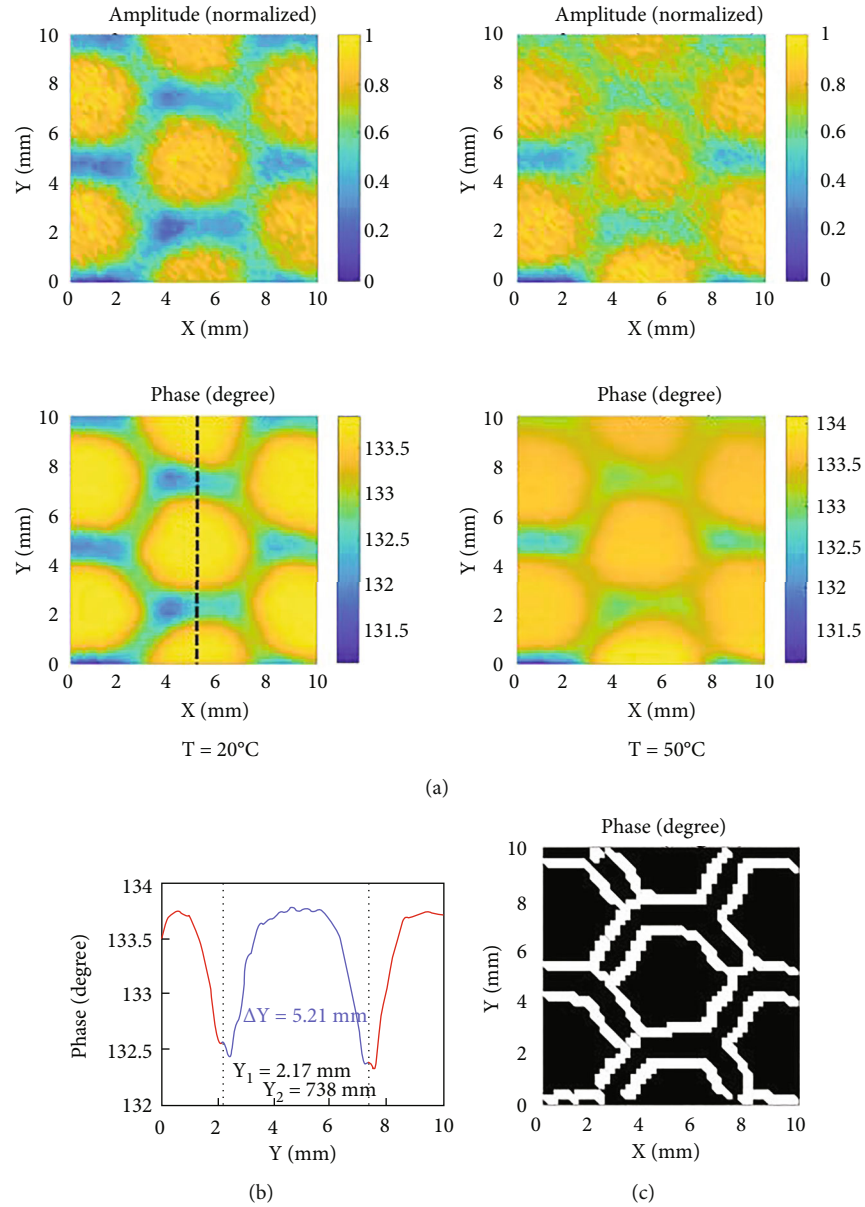 Amplitude (normalized)
10
8
6
4
2
0
Y (mm)
0 2 4 6 8 10
X (mm)
1
0.8
0.6
0.4
0.2
0
Amplitude (normalized)
10
8
6
4
2
0
Y (mm)
0 2 4 6 8 10
X (mm)
1
0.8
0.6
0.4
0.2
0
Phase (degree)
10
8
6
4
2
0
Y (mm)
0 2 4 6 8 10
X (mm)
133.5
133
132.5
132
131.5
T = 20°C
Phase (degree)
10
8
6
4
2
0
Y (mm)
0 2 4 6 8 10
X (mm)
134
133.5
133
132.5
132
131.5
T = 50°C
(a)
134
133.5
133
132.5
132
Phase (degree)
ΔY = 5.21 mm
Y1 = 2.17 mm
Y2 = 738 mm
0 2 4 6 8 10
Y (mm)
(b)
Phase (degree)
10
8
6
4
2
0
Y (mm)
0 2 4 6 8 10
X (mm)
(c)